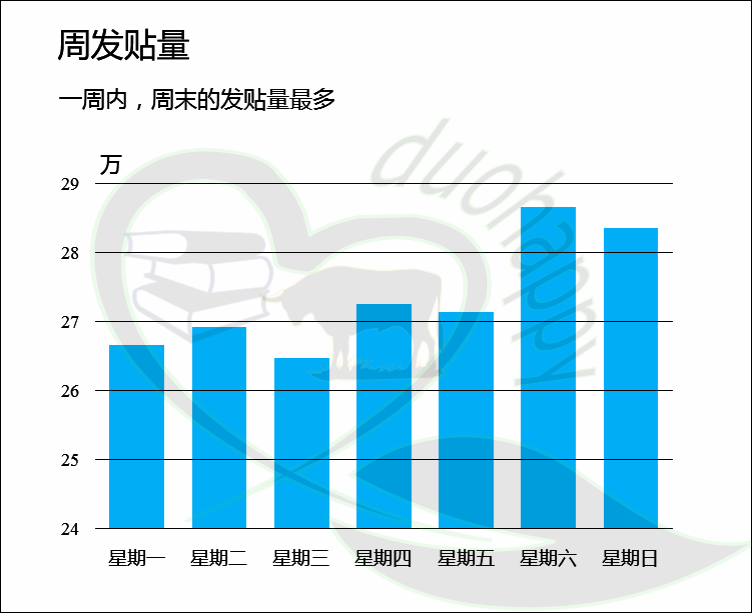 周发贴量
一周内，周末的发贴量最多
万
29
28
27
26
25
24
星期一 星期二 星期三 星期四 星期五 星期六 星期日
duohappy